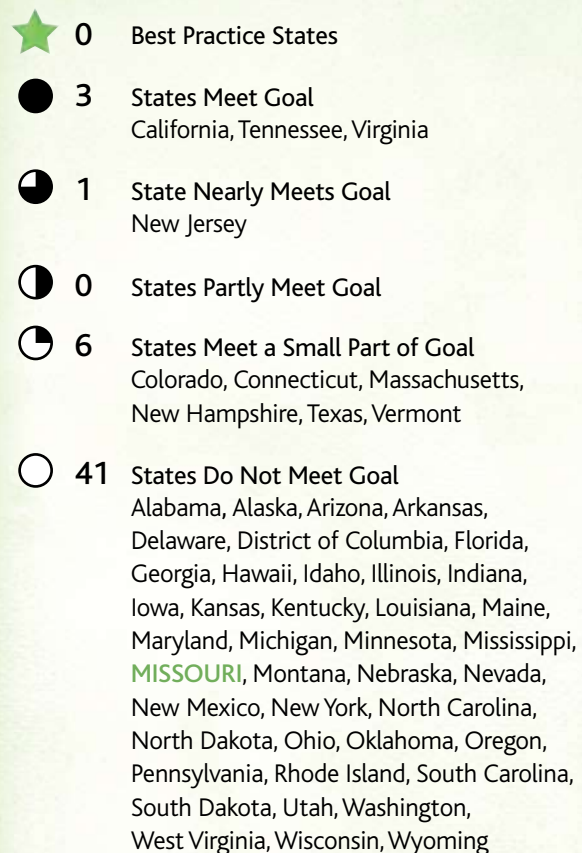 0 Best Practice States
3 States Meet Goal
California, Tennessee, Virginia
1 State Nearly Meets Goal
New Jersey
0 States Partly Meet Goal
6 States Meet a Small Part of Goal
Colorado, Connecticut, Massachusetts,
New Hampshire, Texas, Vermont
41 States Do Not Meet Goal
Alabama, Alaska, Arizona, Arkansas,
Delaware, District of Columbia, Florida,
Georgia, Hawaii, Idaho, Illinois, Indiana,
Iowa, Kansas, Kentucky, Louisiana, Maine,
Maryland, Michigan, Minnesota, Mississippi,
MISSOURI, Montana, Nebraska, Nevada,
New Mexico, New York, North Carolina,
North Dakota, Ohio, Oklahoma, Oregon,
Pennsylvania, Rhode Island, South Carolina,
South Dakota, Utah, Washington,
West Virginia, Wisconsin, Wyoming